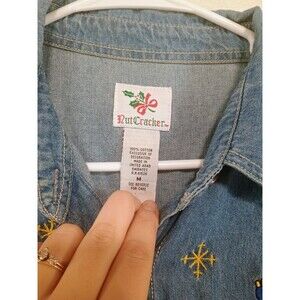 NutCracker
100% COTTON
EXCLUSIVE OF
DECORATION
MADE IN
UNITED ARAB
EMIRATES
M
SEE REVERSE
FOR CARE